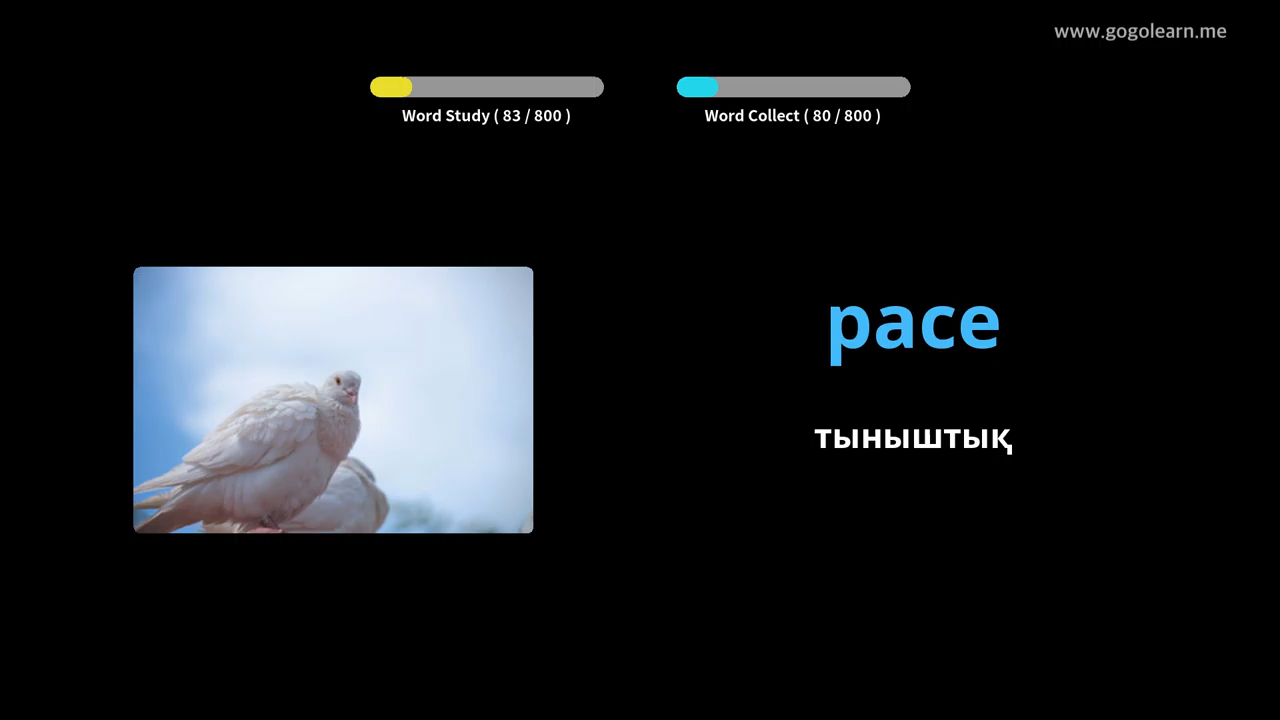 www.gogolearn.me
Word Study ( 83 / 800 )
Word Collect ( 80 / 800 )
pace
тыныштық